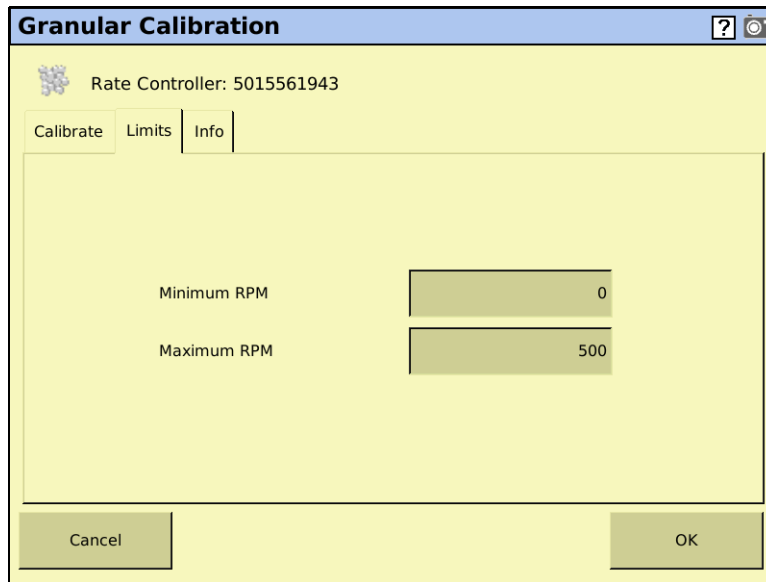 Granular Calibration ?
Rate Controller: 5015561943
Calibrate Limits Info
Minimum RPM 0
Maximum RPM 500
Cancel OK